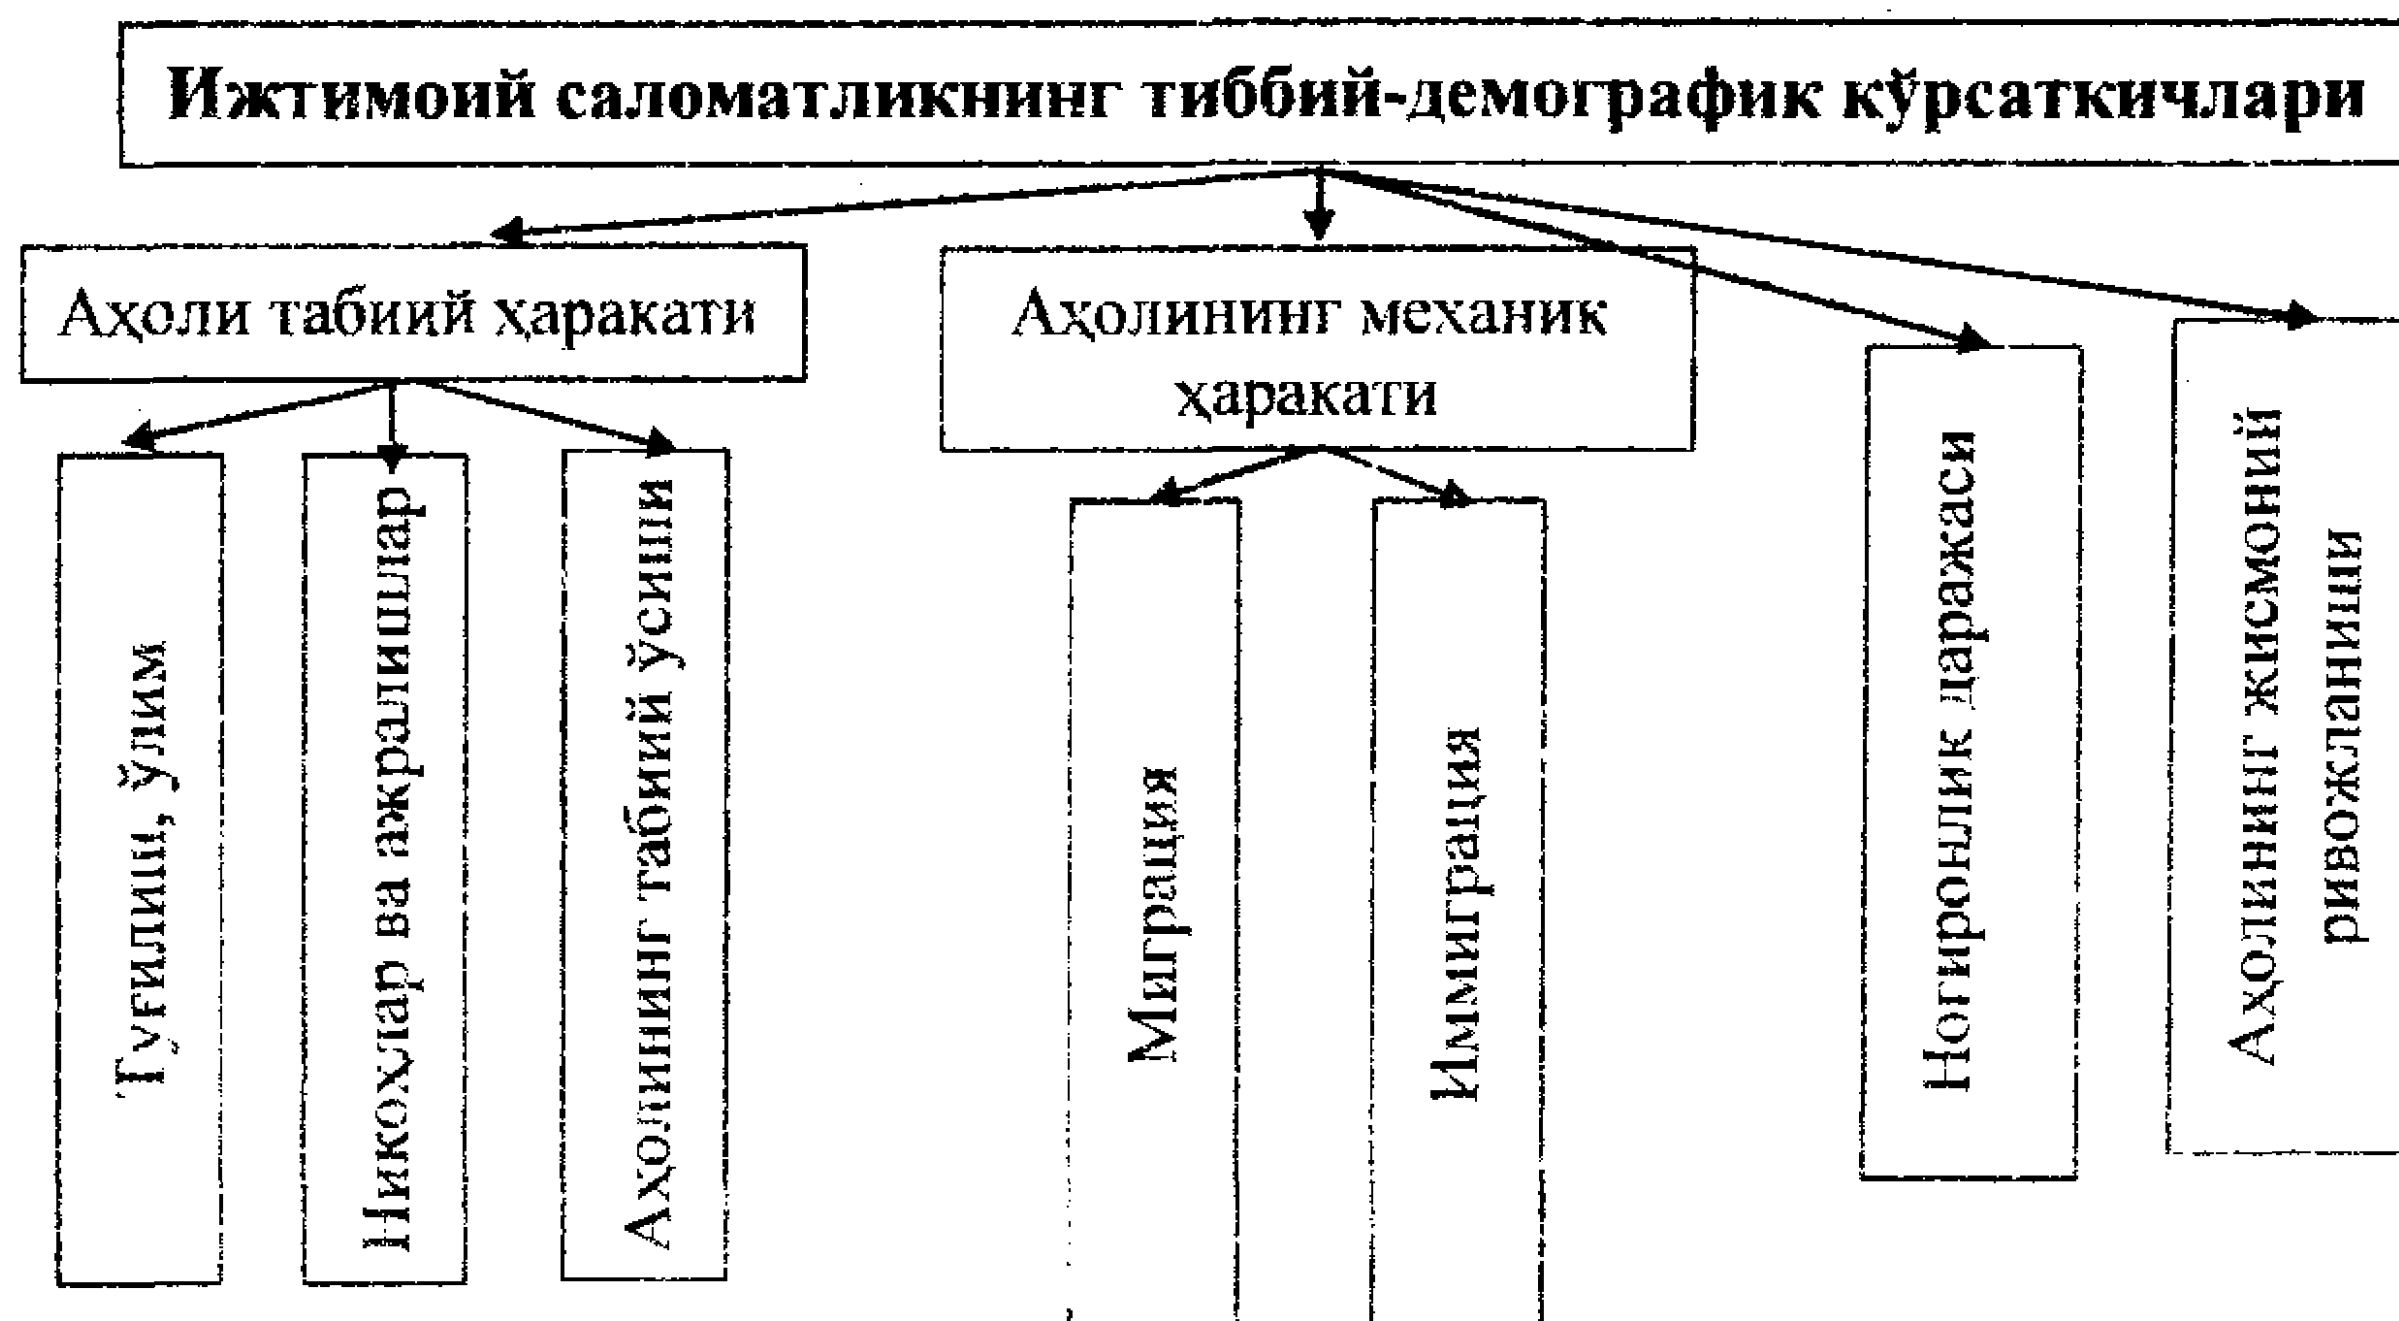 Ижтимоий саломатликнинг тиббий-демографик кўрсаткичлари
Аҳоли табиий ҳаракати
Аҳолининг механик
ҳаракати
Туғилиш, ўлим
Никохлар ва ажралишлар
Аҳолининг табиий ўсиши
Миграция
Иммиграция
Ногиронлик даражаси
Аҳолининг жисмоний
ривожланиши